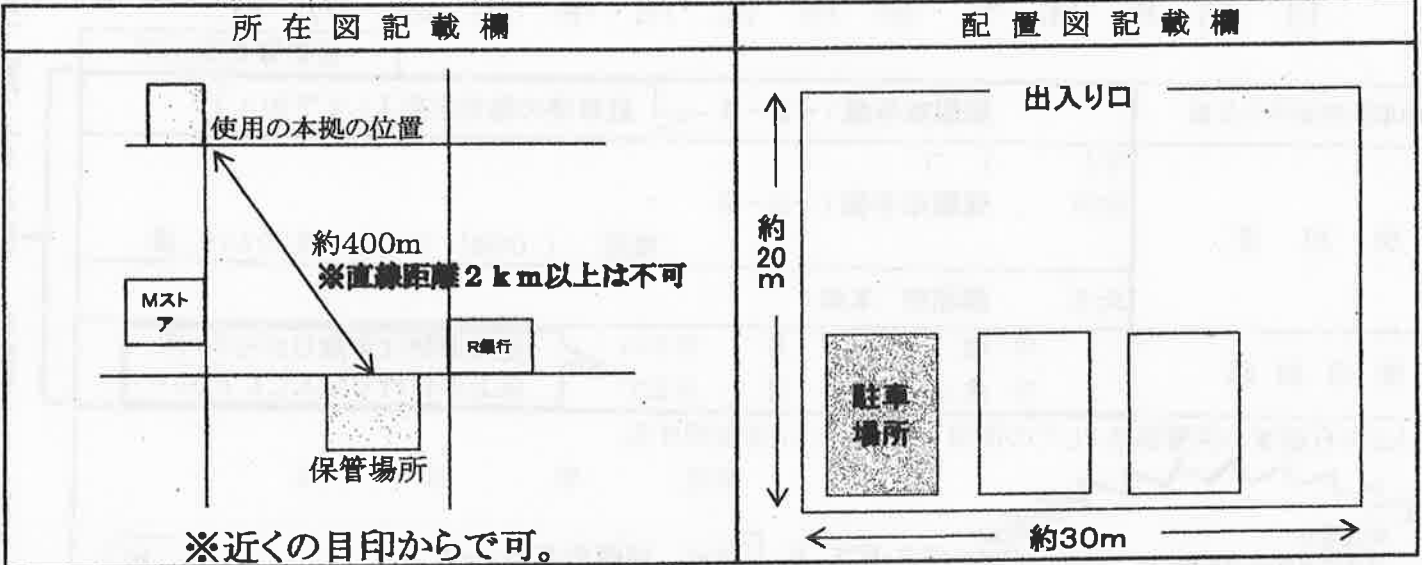 所在図記載欄
使用の本拠の位置
約400m
※直線距離2km以上は不可
Mスト
ア
R銀行
保管場所
※近くの目印からで可。
配置図記載欄
出入り口
約
20
m
駐車
場所
約30m